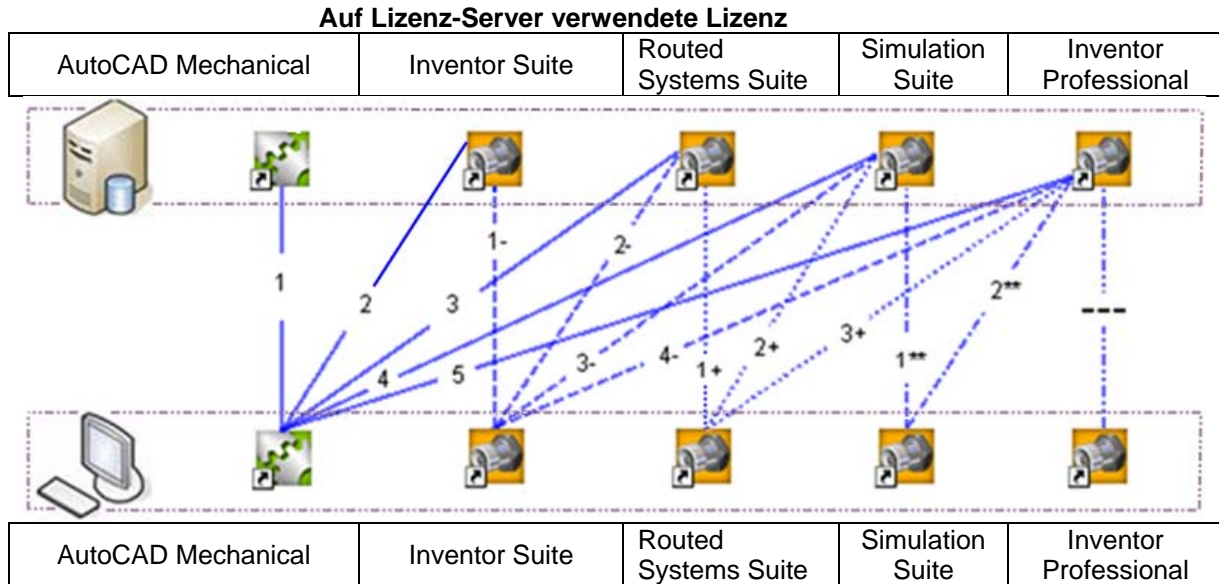 Auf Lizenz-Server verwendete Lizenz
AutoCAD Mechanical
Inventor Suite
Routed
Systems Suite
Simulation
Suite
Inventor
Professional
1-
2-
1
2
3
2**
3-
4-
2+
3+
4
5
1+
1**
---
AutoCAD Mechanical
Inventor Suite
Routed
Systems Suite
Simulation
Suite
Inventor
Professional